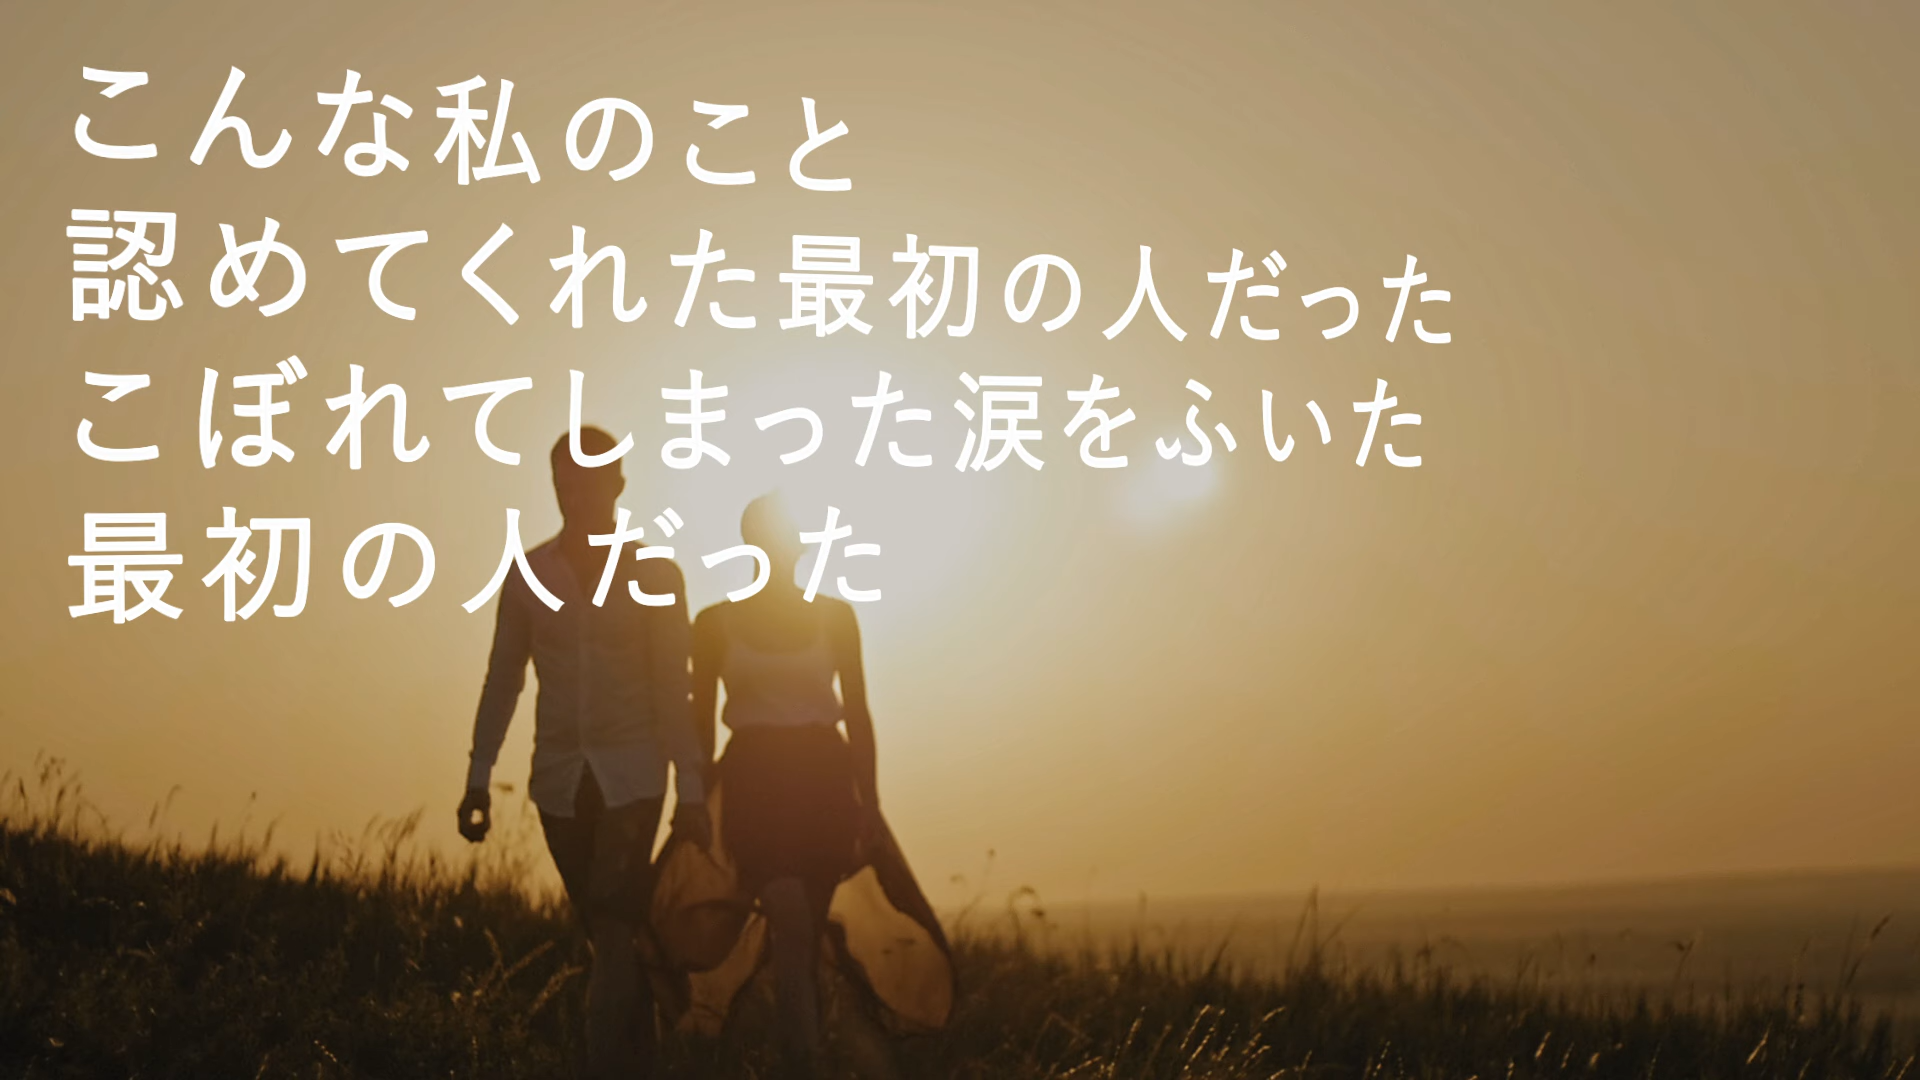 こんな私のこと
認めてくれた最初の人だった
こぼれてしまった涙をふいた
最初の人だった